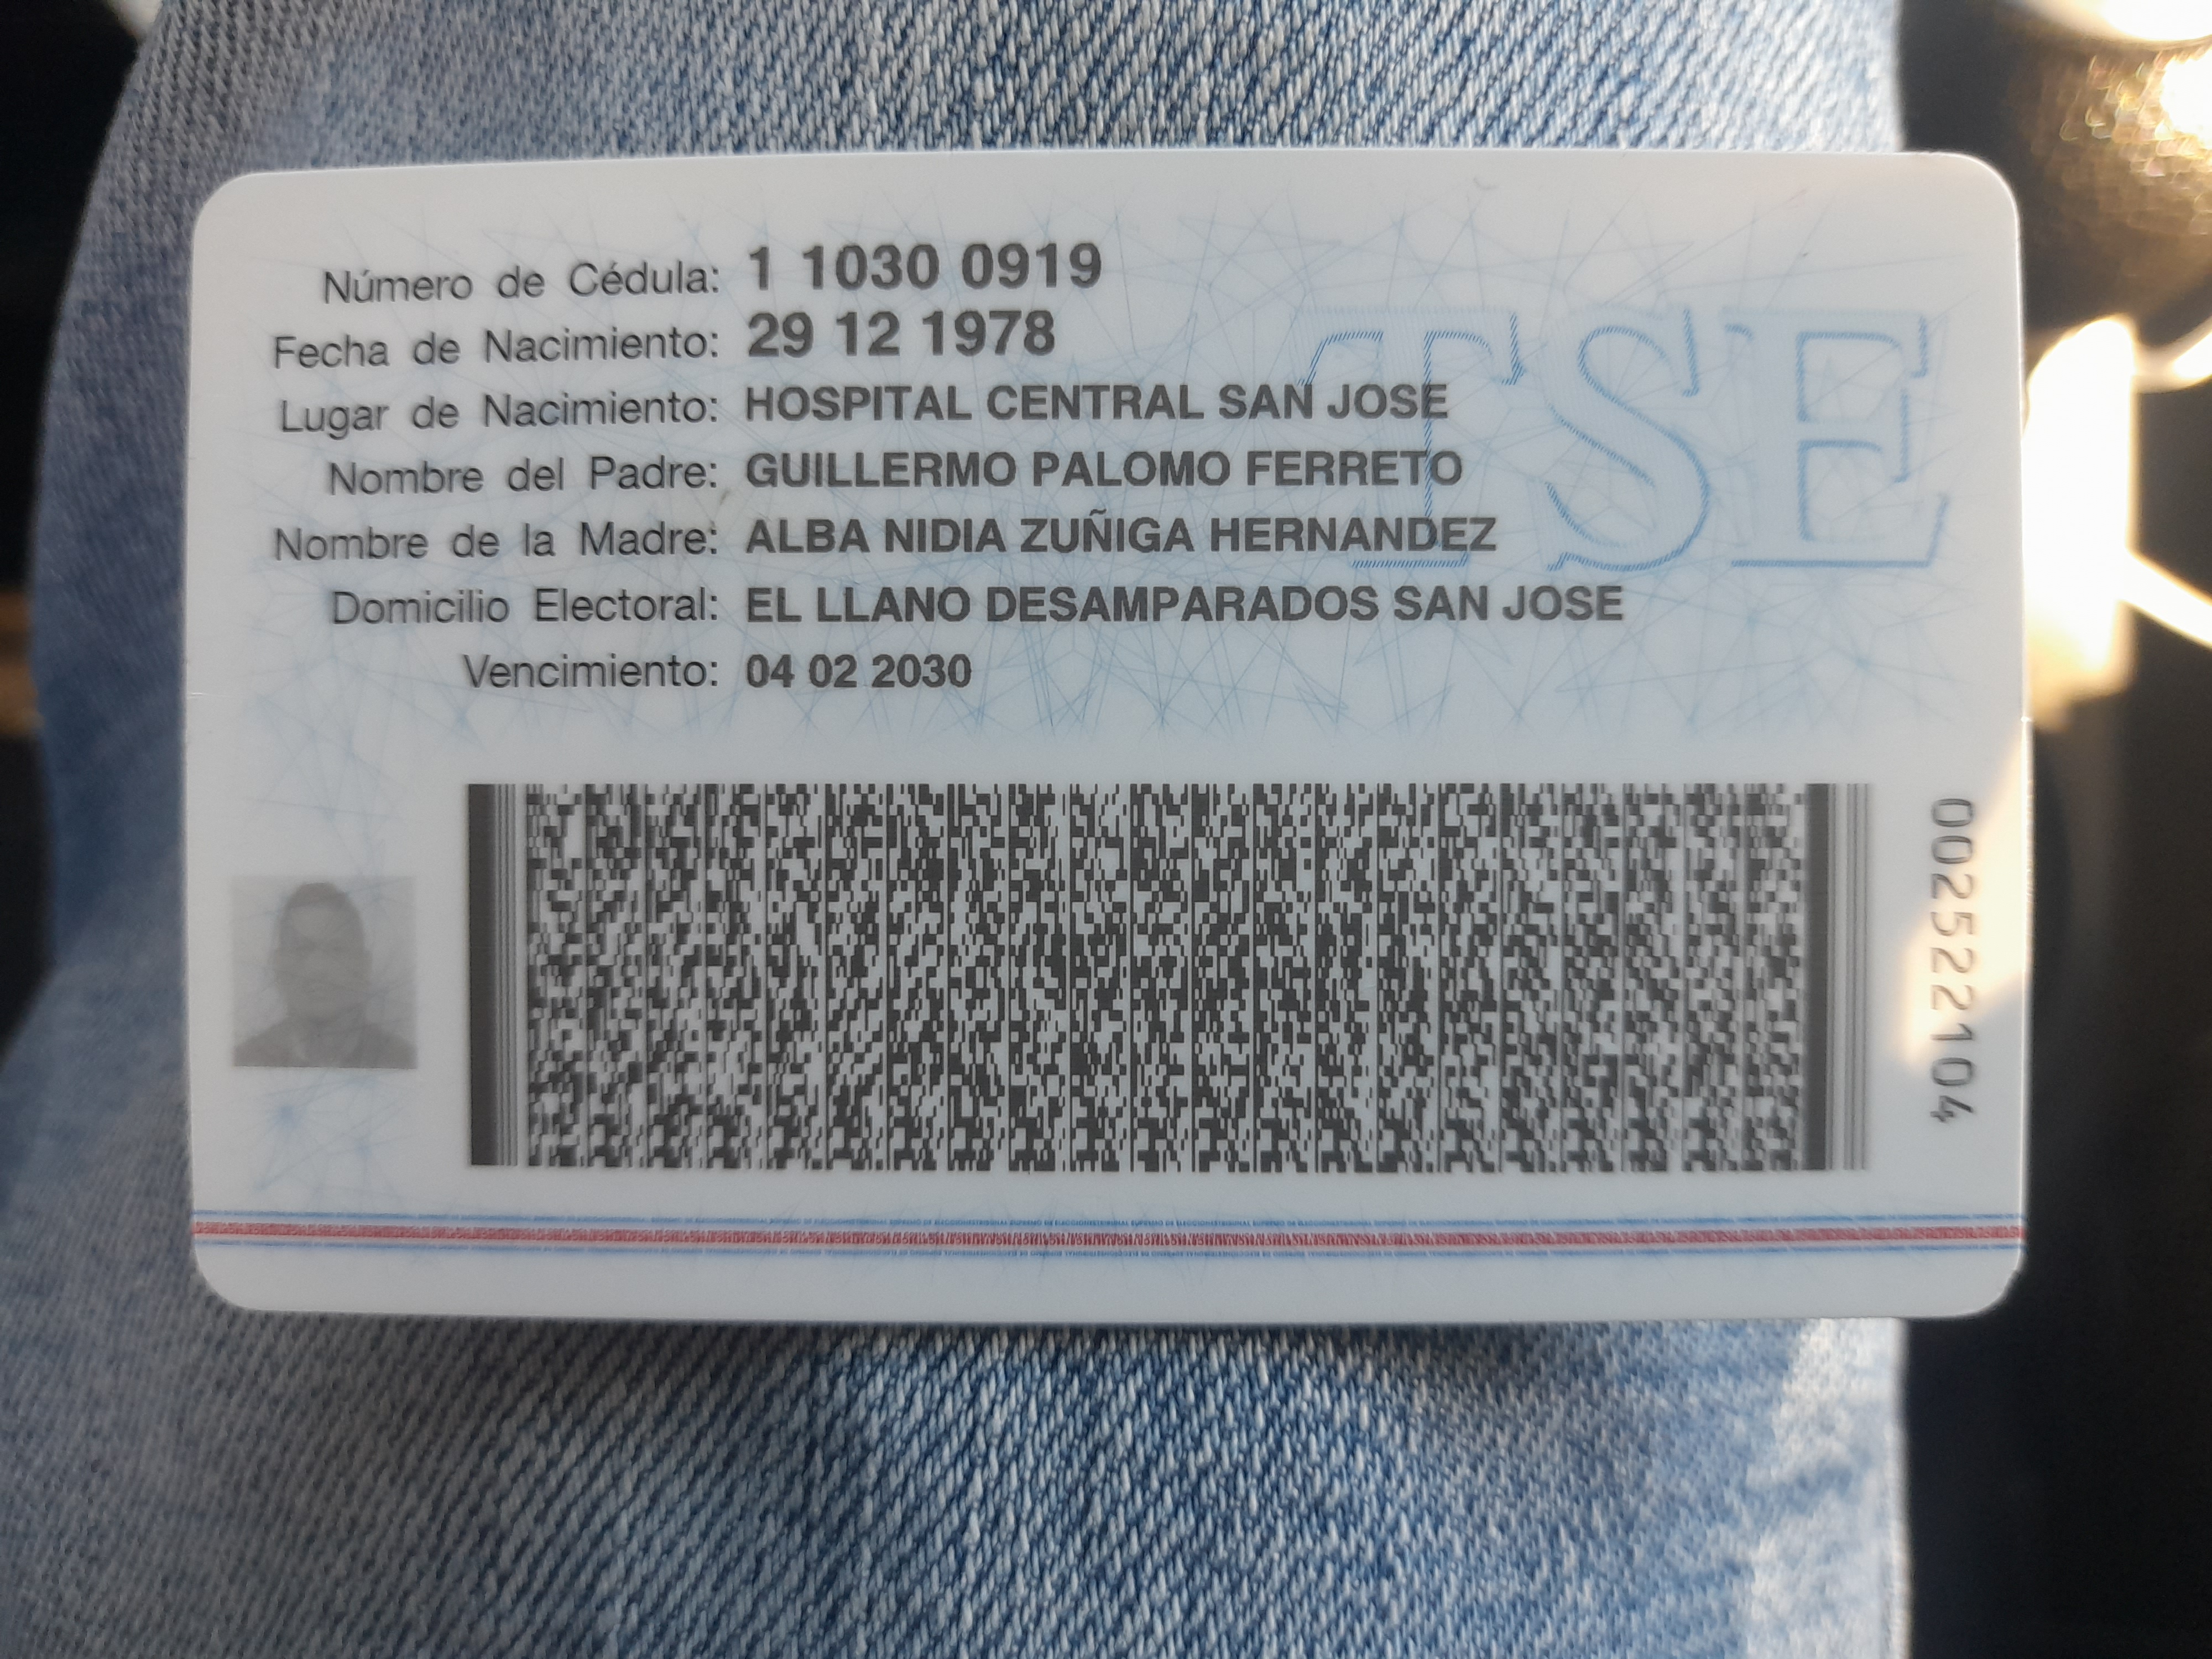 Número de Cédula: 1 1030 0919
Fecha de Nacimiento: 29 12 1978
Lugar de Nacimiento: HOSPITAL CENTRAL SAN JOSE
Nombre del Padre: GUILLERMO PALOMO FERRETO
Nombre de la Madre: ALBA NIDIA ZUÑIGA HERNANDEZ
Domicilio Electoral: EL LLANO DESAMPARADOS SAN JOSE
Vencimiento: 04 02 2030
TSE
002522104